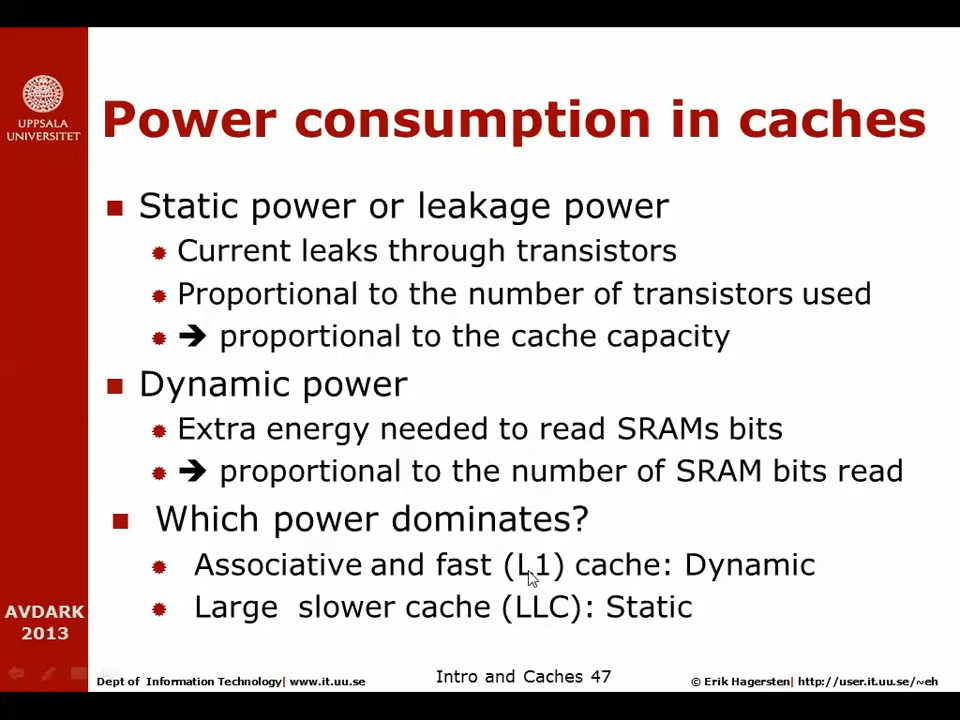 UPPSALA
UNIVERSITET
Power consumption in caches
Static power or leakage power
Current leaks through transistors
Proportional to the number of transistors used
➔ proportional to the cache capacity
Dynamic power
Extra energy needed to read SRAMs bits
➔ proportional to the number of SRAM bits read
Which power dominates?
Associative and fast (L1) cache: Dynamic
Large slower cache (LLC): Static
AVDARK
2013
Dept of Information Technology| www.it.uu.se
Intro and Caches 47
© Erik Hagersten| http://user.it.uu.se/~eh